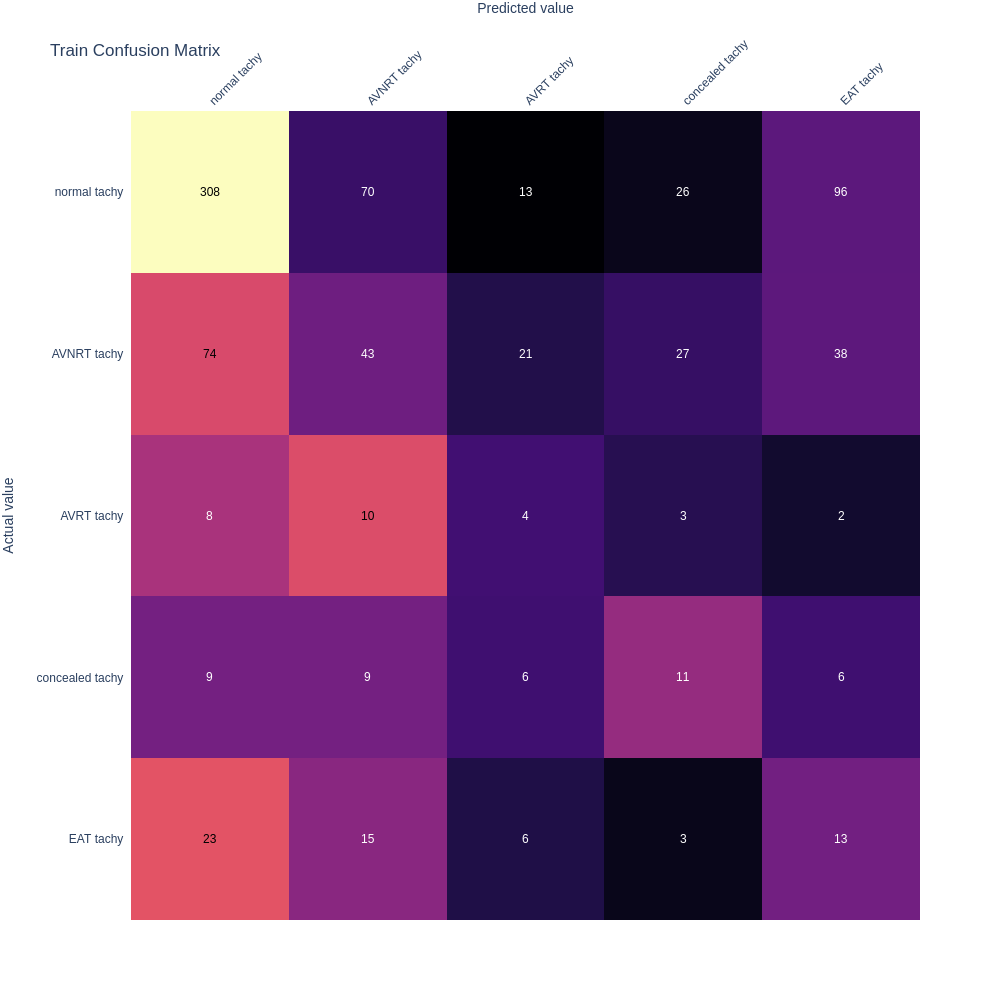 Predicted value
Train Confusion Matrix
normal tachy AVNRT tachy AVRT tachy concealed tachy EAT tachy
normal tachy 308 70 13 26 96
AVNRT tachy 74 43 21 27 38
AVRT tachy 8 10 4 3 2
concealed tachy 9 9 6 11 6
EAT tachy 23 15 6 3 13
Actual value